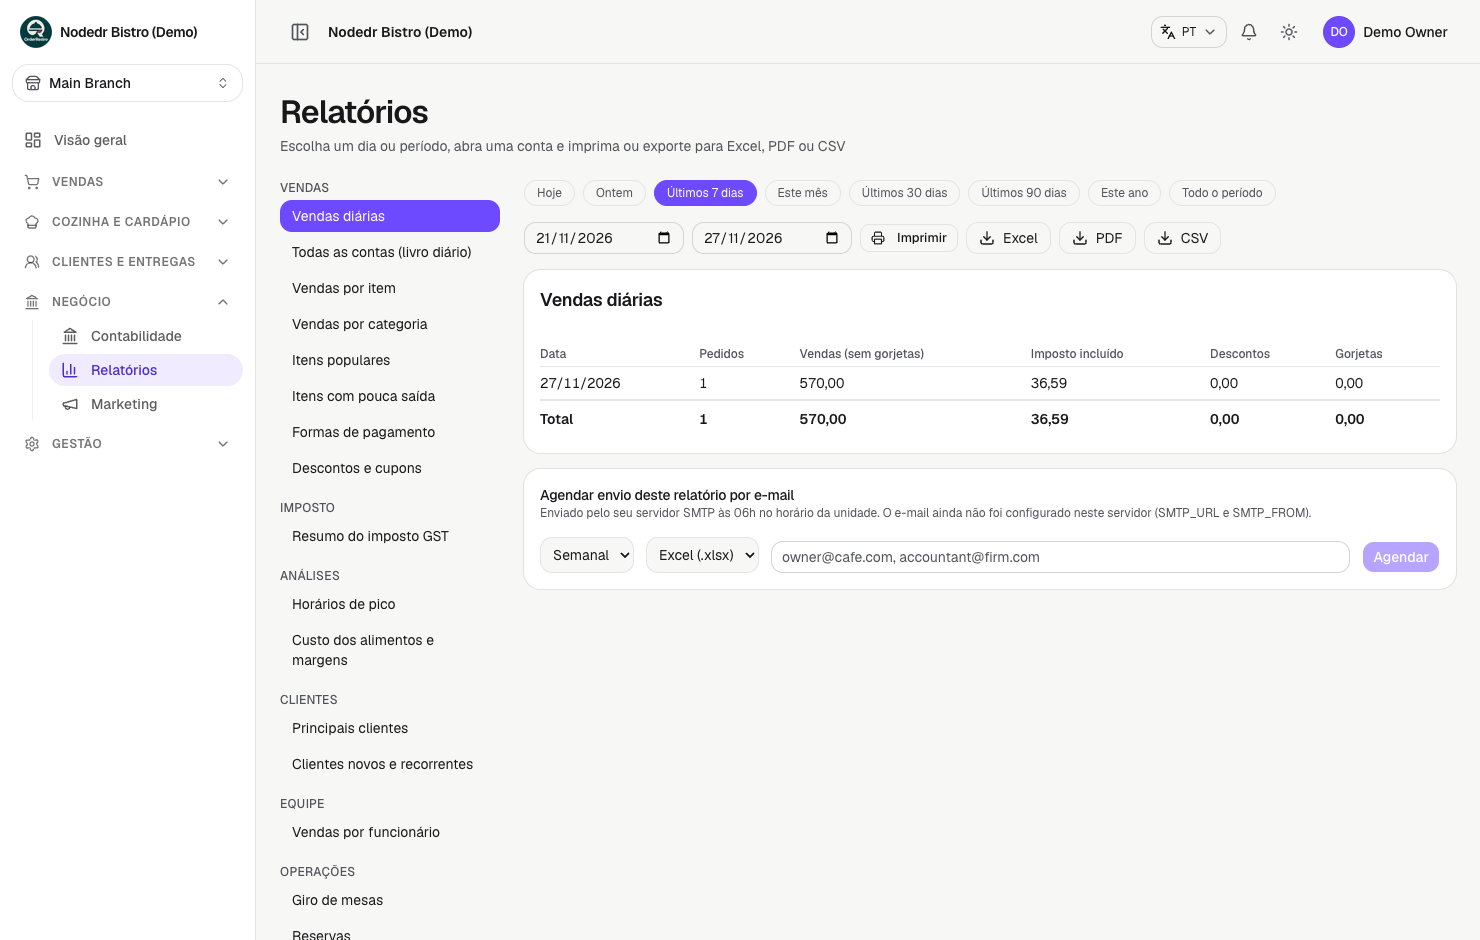 Nodedr Bistro (Demo)
Main Branch
Visão geral
VENDAS
COZINHA E CARDÁPIO
CLIENTES E ENTREGAS
NEGÓCIO
Contabilidade
Relatórios
Marketing
GESTÃO
Nodedr Bistro (Demo)
PT
DO
Demo Owner
Relatórios
Escolha um dia ou período, abra uma conta e imprima ou exporte para Excel, PDF ou CSV
VENDAS
Vendas diárias
Todas as contas (livro diário)
Vendas por item
Vendas por categoria
Itens populares
Itens com pouca saída
Formas de pagamento
Descontos e cupons
IMPOSTO
Resumo do imposto GST
ANÁLISES
Horários de pico
Custo dos alimentos e
margens
CLIENTES
Principais clientes
Clientes novos e recorrentes
EQUIPE
Vendas por funcionário
OPERAÇÕES
Giro de mesas
Reservas
Hoje Ontem Últimos 7 dias Este mês Últimos 30 dias Últimos 90 dias Este ano Todo o período
21/11/2026 27/11/2026 Imprimir Excel PDF CSV
Vendas diárias
Data Pedidos Vendas (sem gorjetas) Imposto incluído Descontos Gorjetas
27/11/2026 1 570,00 36,59 0,00 0,00
Total 1 570,00 36,59 0,00 0,00
Agendar envio deste relatório por e-mail
Enviado pelo seu servidor SMTP às 06h no horário da unidade. O e-mail ainda não foi configurado neste servidor (SMTP_URL e SMTP_FROM).
Semanal Excel (.xlsx) owner@cafe.com, accountant@firm.com Agendar